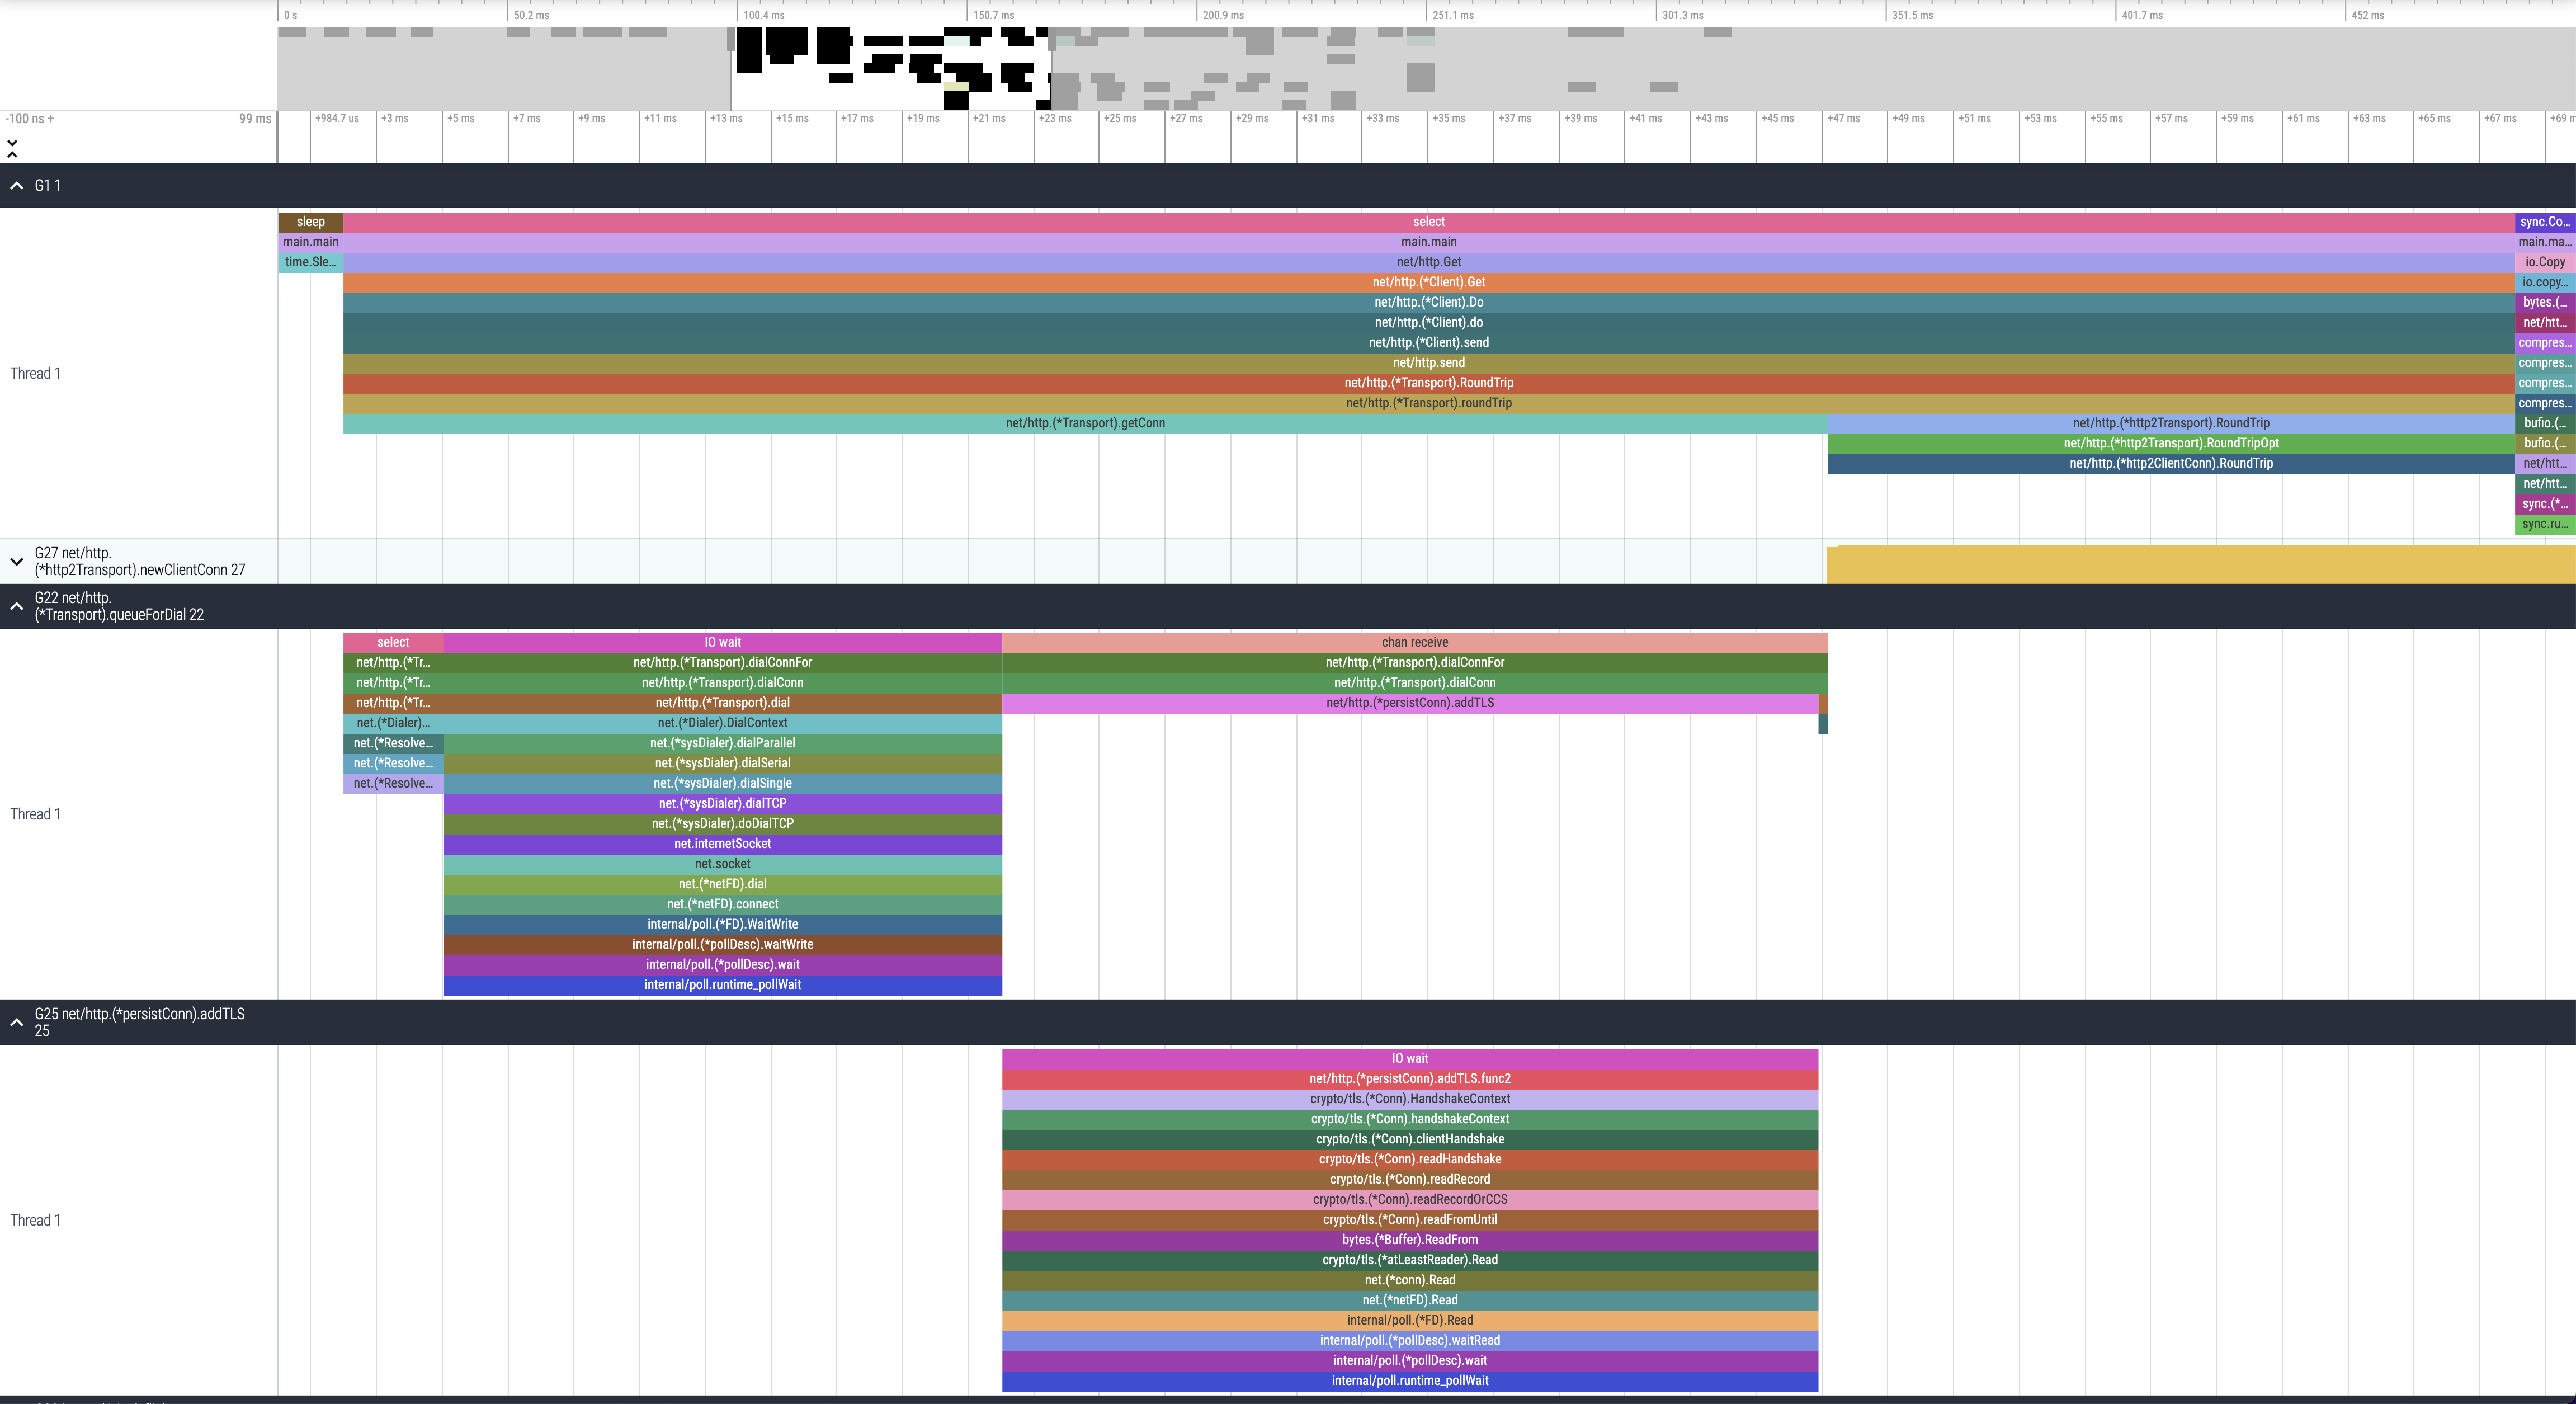 0 s 50.2 ms 100.4 ms 150.7 ms 200.9 ms 251.1 ms 301.3 ms 351.5 ms 401.7 ms 452 ms
-100 ns + 99 ms +984.7 us +3 ms +5 ms +7 ms +9 ms +11 ms +13 ms +15 ms +17 ms +19 ms +21 ms +23 ms +25 ms +27 ms +29 ms +31 ms +33 ms +35 ms +37 ms +39 ms +41 ms +43 ms +45 ms +47 ms +49 ms +51 ms +53 ms +55 ms +57 ms +59 ms +61 ms +63 ms +65 ms +67 ms +69 m
G1 1
sleep select sync.Co...
main.main main.main main.ma...
time.Sle... net/http.Get io.Copy
net/http.(*Client).Get io.copy...
net/http.(*Client).Do bytes.(...
net/http.(*Client).do net/htt...
net/http.(*Client).send compres...
net/http.send compres...
Thread 1
net/http.(*Transport).RoundTrip compres...
net/http.(*Transport).roundTrip compres...
net/http.(*Transport).getConn net/http.(*http2Transport).RoundTrip bufio.(...
net/http.(*http2Transport).RoundTripOpt bufio.(...
net/http.(*http2ClientConn).RoundTrip net/htt...
net/htt...
sync.(*...
sync.ru...
G27 net/http.
(*http2Transport).newClientConn 27
G22 net/http.
(*Transport).queueForDial 22
select IO wait chan receive
net/http.(*Tr... net/http.(*Transport).dialConnFor net/http.(*Transport).dialConnFor
net/http.(*Tr... net/http.(*Transport).dialConn net/http.(*Transport).dialConn
net/http.(*Tr... net/http.(*Transport).dial net/http.(*persistConn).addTLS
net.(*Dialer)... net.(*Dialer).DialContext
net.(*Resolve... net.(*sysDialer).dialParallel
net.(*Resolve... net.(*sysDialer).dialSerial
net.(*Resolve... net.(*sysDialer).dialSingle
net.(*sysDialer).dialTCP
Thread 1
net.(*sysDialer).doDialTCP
net.internetSocket
net.socket
net.(*netFD).dial
net.(*netFD).connect
internal/poll.(*FD).WaitWrite
internal/poll.(*pollDesc).waitWrite
internal/poll.(*pollDesc).wait
internal/poll.runtime_pollWait
G25 net/http.(*persistConn).addTLS
25
IO wait
net/http.(*persistConn).addTLS.func2
crypto/tls.(*Conn).HandshakeContext
crypto/tls.(*Conn).handshakeContext
crypto/tls.(*Conn).clientHandshake
crypto/tls.(*Conn).readHandshake
crypto/tls.(*Conn).readRecord
crypto/tls.(*Conn).readRecordOrCCS
Thread 1 crypto/tls.(*Conn).readFromUntil
bytes.(*Buffer).ReadFrom
crypto/tls.(*atLeastReader).Read
net.(*conn).Read
net.(*netFD).Read
internal/poll.(*FD).Read
internal/poll.(*pollDesc).waitRead
internal/poll.(*pollDesc).wait
internal/poll.runtime_pollWait